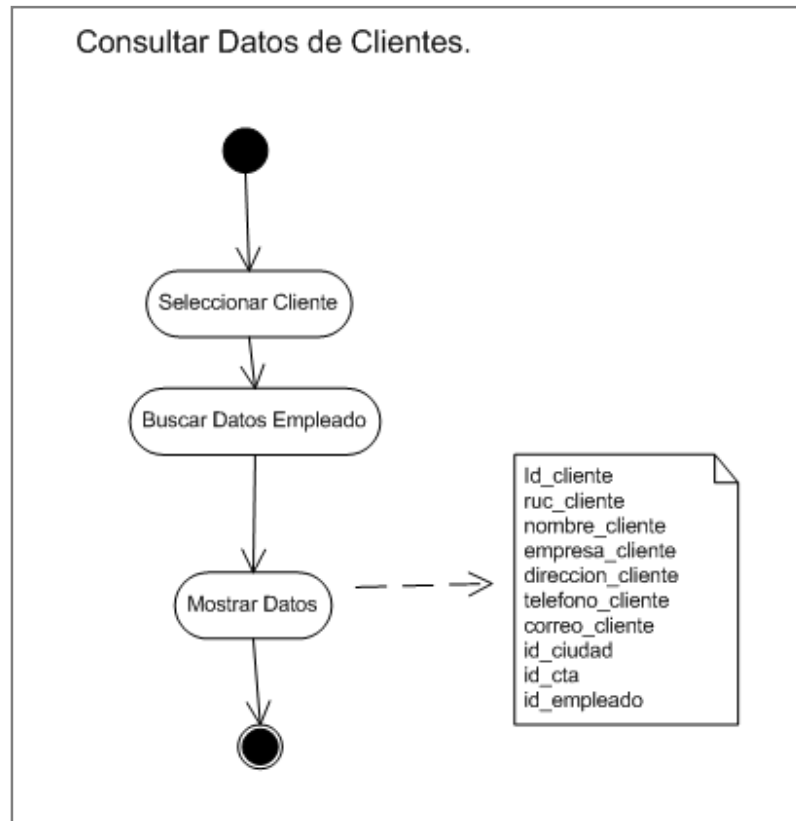 Consultar Datos de Clientes.
Seleccionar Cliente
Buscar Datos Empleado
Mostrar Datos
Id_cliente
ruc_cliente
nombre_cliente
empresa_cliente
direccion_cliente
telefono_cliente
correo_cliente
id_ciudad
id_cta
id_empleado